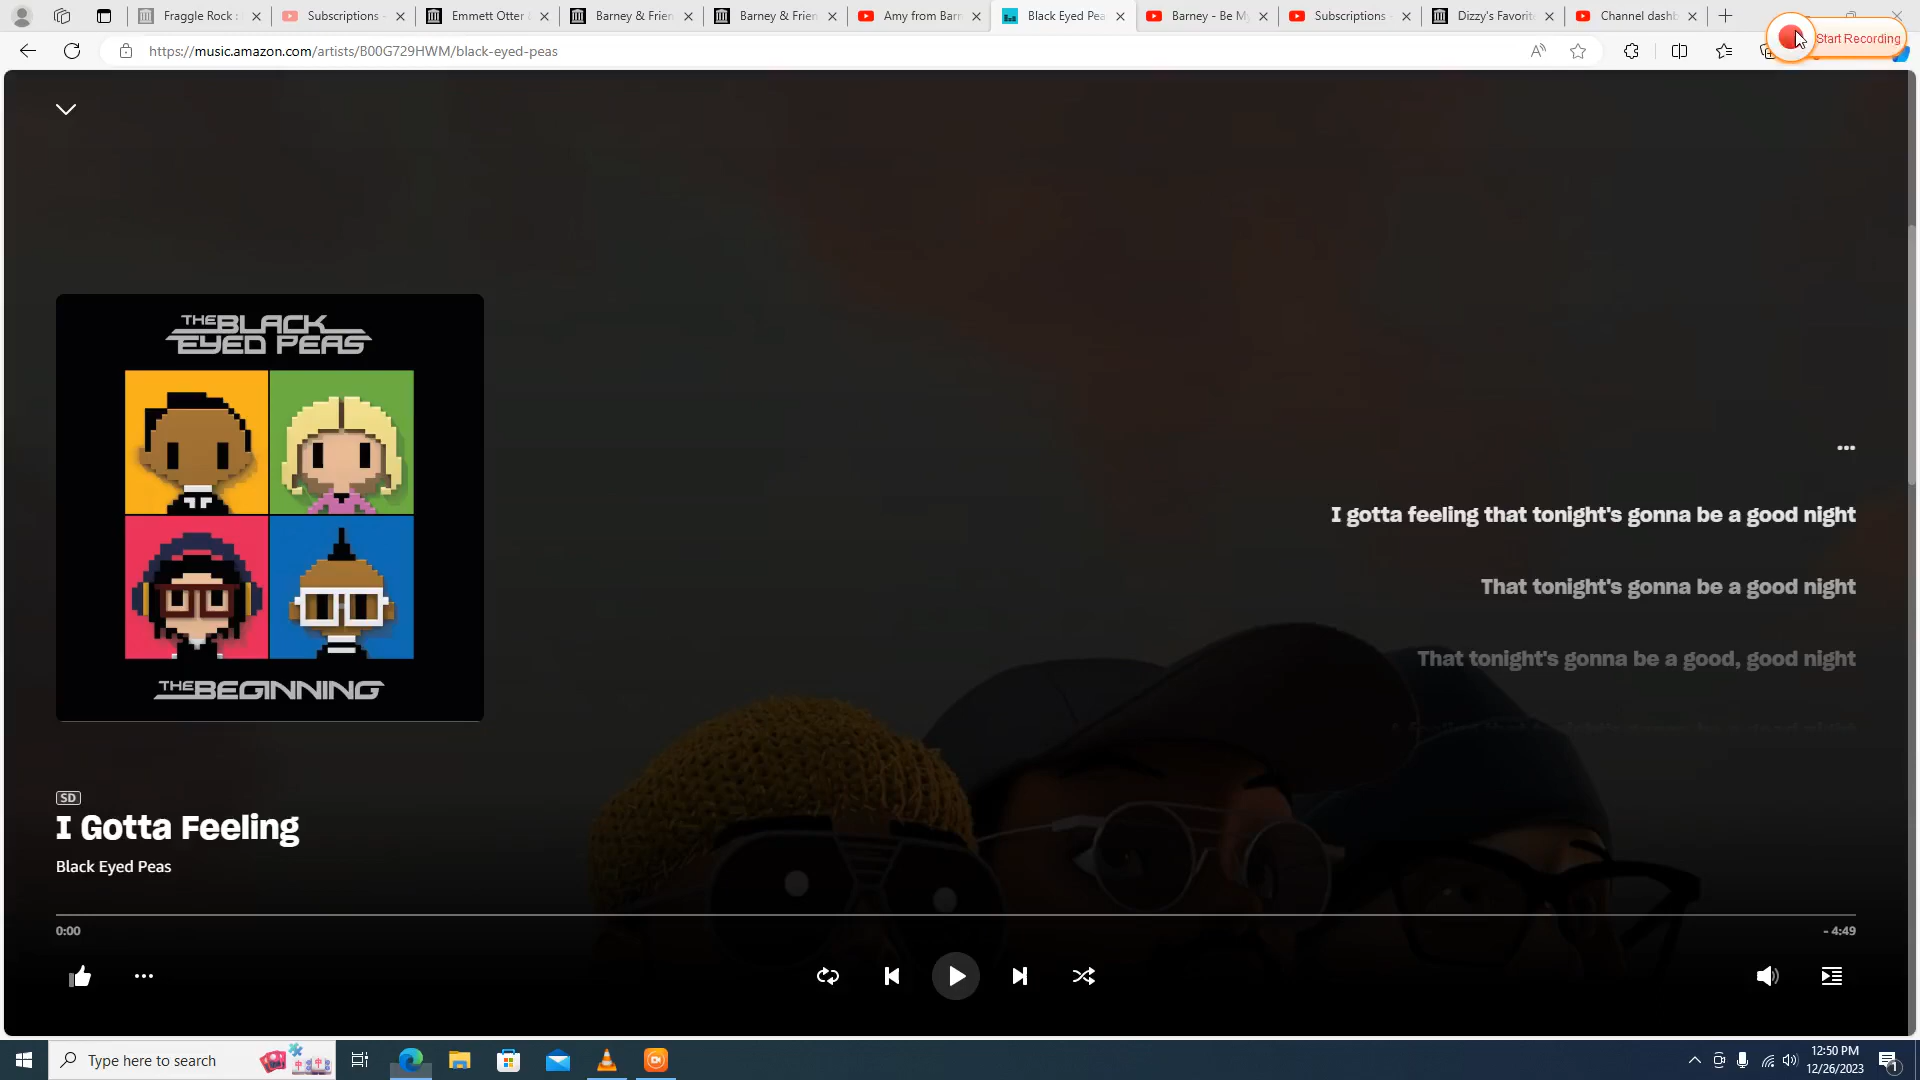 Fraggle Rock :
Subscriptions -
Emmett Otter
Barney & Frien
Barney & Frien
Amy from Barn
Black Eyed Pea
Barney - Be My
Subscriptions
Dizzy's Favorit
Channel dashb
Start Recording
https://music.amazon.com/artists/B00G729HWM/black-eyed-peas
THE BLACK
EYED PEAS
THE BEGINNING
I gotta feeling that tonight's gonna be a good night
That tonight's gonna be a good night
That tonight's gonna be a good, good night
SD
I Gotta Feeling
Black Eyed Peas
0:00
- 4:49
Type here to search
12:50 PM
12/26/2023
1